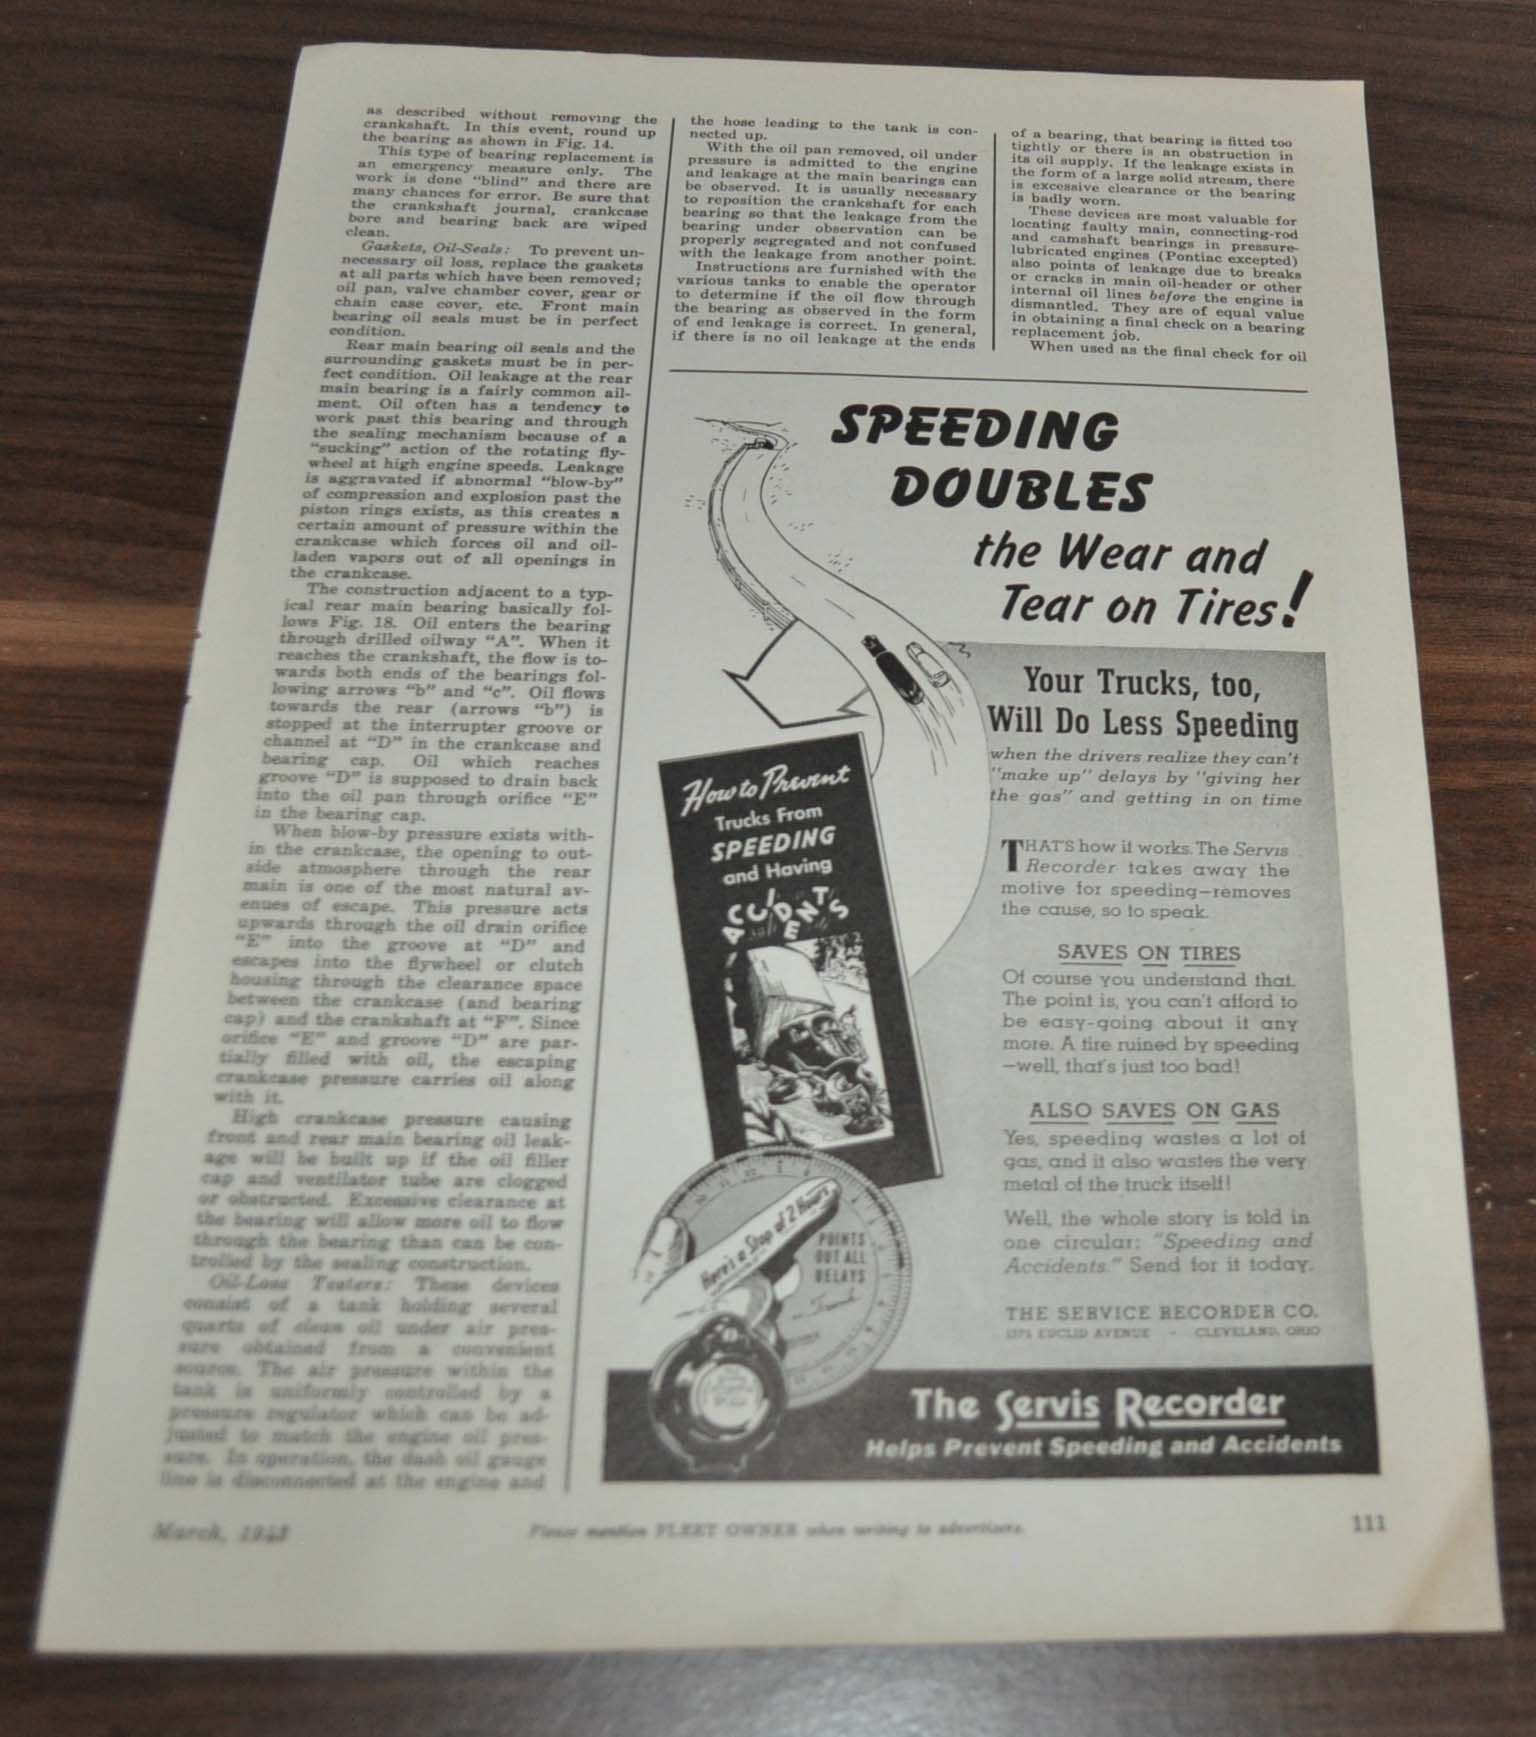 as described without removing the
crankshaft. In this event, round up
the bearing as shown in Fig. 14.
This type of bearing replacement is
an emergency measure only. The
work is done "blind" and there are
many chances for error. Be sure that
the crankshaft journal, crankcase
bore and bearing back are wiped
clean.
Gaskets, Oil-Seals: To prevent un-
necessary oil loss, replace the gaskets
at all parts which have been removed;
oil pan, valve chamber cover, gear or
chain case cover, etc. Front main
bearing oil seals must be in perfect
condition.
Rear main bearing oil seals and the
surrounding gaskets must be in per-
fect condition. Oil leakage at the rear
main bearing is a fairly common ail-
ment. Oil often has a tendency to
work past this bearing and through
the sealing mechanism because of a
"sucking" action of the rotating fly-
wheel at high engine speeds. Leakage
is aggravated if abnormal "blow-by"
of compression and explosion past the
piston rings exists, as this creates a
certain amount of pressure within the
crankcase which forces oil and oil-
laden vapors out of all openings in
the crankcase.
The construction adjacent to a typ-
ical rear main bearing basically fol-
lows Fig. 18. Oil enters the bearing
through drilled oilway "A". When it
reaches the crankshaft, the flow is to-
wards both ends of the bearings fol-
lowing arrows "b" and "c". Oil flows
towards the rear (arrows "b") is
stopped at the interrupter groove or
channel at "D" in the crankcase and
bearing cap. Oil which reaches
groove "D" is supposed to drain back
into the oil pan through orifice "E"
in the bearing cap.
When blow-by pressure exists with-
in the crankcase, the opening to out-
side atmosphere through the rear
main is one of the most natural av-
enues of escape. This pressure acts
upwards through the oil drain orifice
"E" into the groove at "D" and
escapes into the flywheel or clutch
housing through the clearance space
between the crankcase (and bearing
cap) and the crankshaft at "F". Since
orifice "E" and groove "D" are par-
tially filled with oil, the escaping
crankcase pressure carries oil along
with it.
High crankcase pressure causing
front and rear main bearing oil leak-
age will be built up if the oil filler
cap and ventilator tube are clogged
or obstructed. Excessive clearance at
the bearing will allow more oil to flow
through the bearing than can be con-
trolled by the sealing construction.
Oil-Loss Testers: These devices
consist of a tank holding several
quarts of clean oil under air pres-
sure obtained from a convenient
source. The air pressure within the
tank is uniformly controlled by a
pressure regulator which can be ad-
justed to match the engine oil pres-
sure. In operation, the dash oil gauge
line is disconnected at the engine and
the hose leading to the tank is con-
nected up.
With the oil pan removed, oil under
pressure is admitted to the engine
and leakage at the main bearings can
be observed. It is usually necessary
to reposition the crankshaft for each
bearing so that the leakage from the
bearing under observation can be
properly segregated and not confused
with the leakage from another point.
Instructions are furnished with the
various tanks to enable the operator
to determine if the oil flow through
the bearing as observed in the form
of end leakage is correct. In general,
if there is no oil leakage at the ends
of a bearing, that bearing is fitted too
tightly or there is an obstruction in
its oil supply. If the leakage exists in
the form of a large solid stream, there
is excessive clearance or the bearing
is badly worn.
These devices are most valuable for
locating faulty main, connecting-rod
and camshaft bearings in pressure-
lubricated engines (Pontiac excepted)
also points of leakage due to breaks
or cracks in main oil-header or other
internal oil lines before the engine is
dismantled. They are of equal value
in obtaining a final check on a bearing
replacement job.
When used as the final check for oil
SPEEDING
DOUBLES
the Wear and
Tear on Tires!
Your Trucks, too,
Will Do Less Speeding
when the drivers realize they can't
"make up" delays by "giving her
the gas" and getting in on time
THAT'S how it works. The Servis
Recorder takes away the
motive for speeding—removes
the cause, so to speak.
SAVES ON TIRES
Of course you understand that.
The point is, you can't afford to
be easy-going about it any
more. A tire ruined by speeding
—well, that's just too bad!
ALSO SAVES ON GAS
Yes, speeding wastes a lot of
gas, and it also wastes the very
metal of the truck itself!
Well, the whole story is told in
one circular: "Speeding and
Accidents." Send for it today.
THE SERVICE RECORDER CO.
1375 EUCLID AVENUE - CLEVELAND, OHIO
How to Prevent
Trucks From
SPEEDING
and Having
ACCIDENTS
Here's a Stop of 2 Hours
POINTS
OUT ALL
DELAYS
The Servis Recorder
Helps Prevent Speeding and Accidents
March, 1943
Please mention FLEET OWNER when writing to advertisers.
111